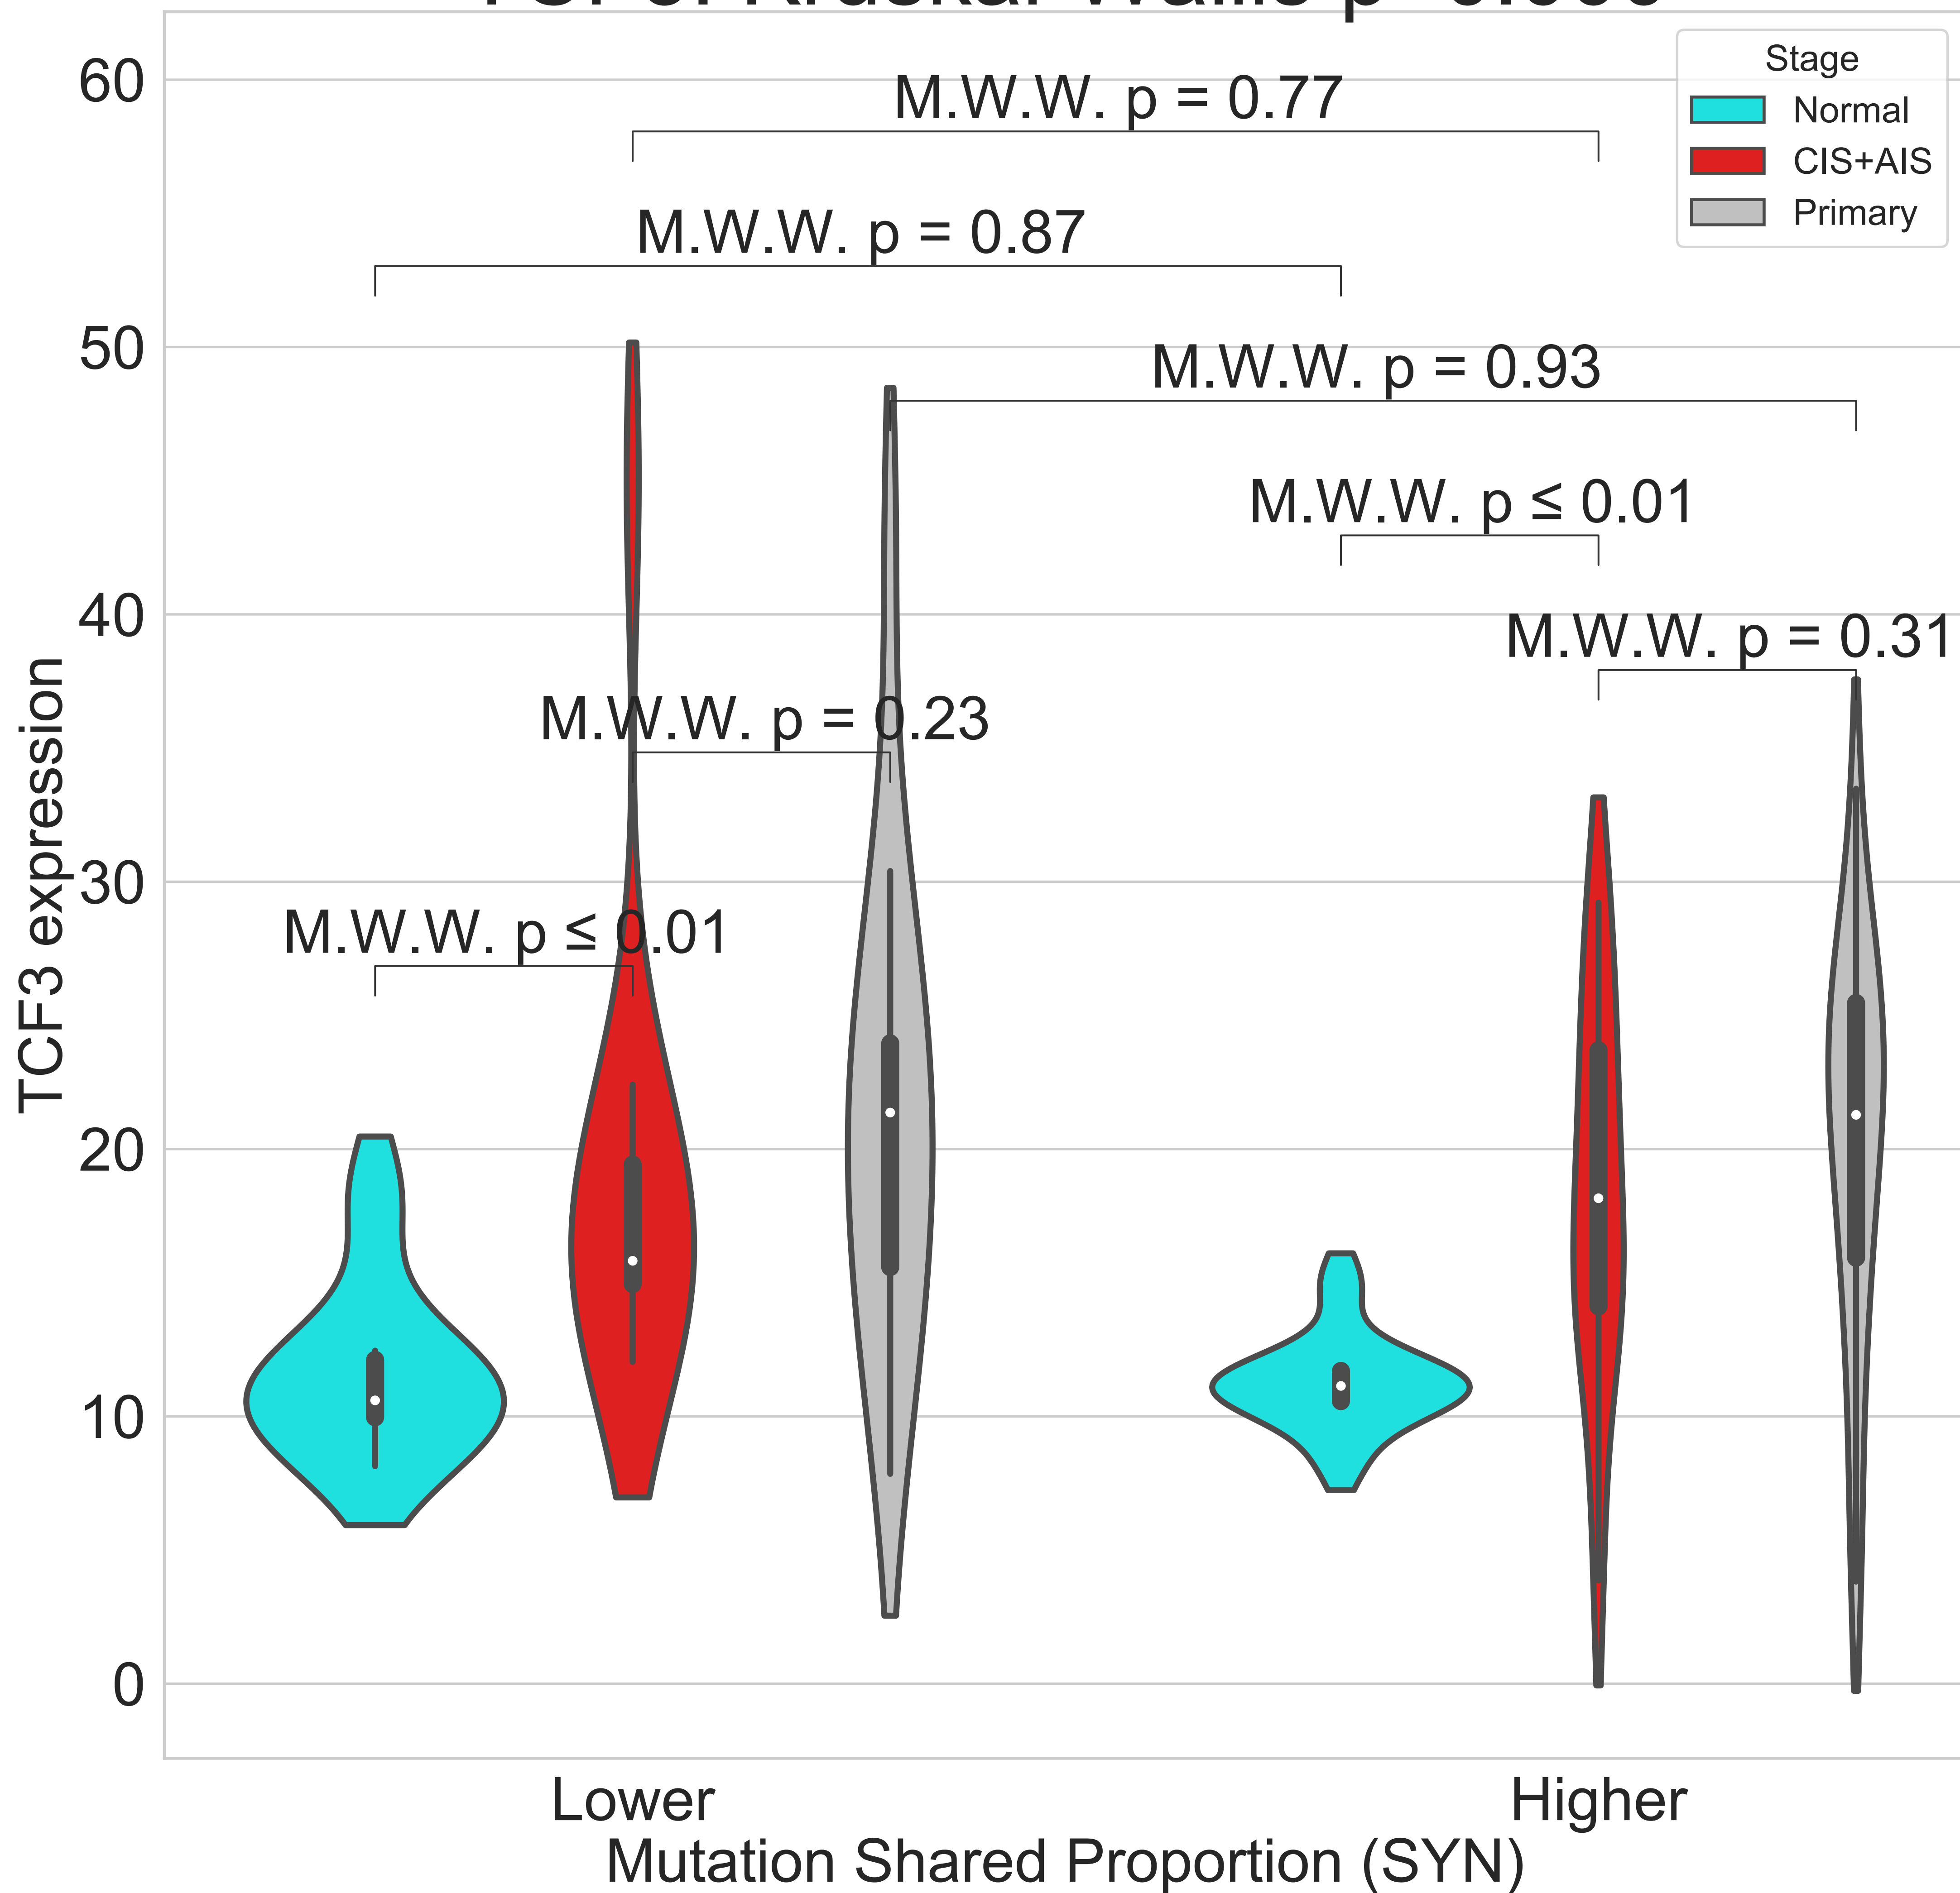 Stage
Normal
CIS+AIS
Primary
60
50
40
30
20
10
0
TCF3 expression
M.W.W. p = 0.77
M.W.W. p = 0.87
M.W.W. p = 0.93
M.W.W. p ≤ 0.01
M.W.W. p = 0.31
M.W.W. p = 0.23
M.W.W. p ≤ 0.01
Lower
Higher
Mutation Shared Proportion (SYN)